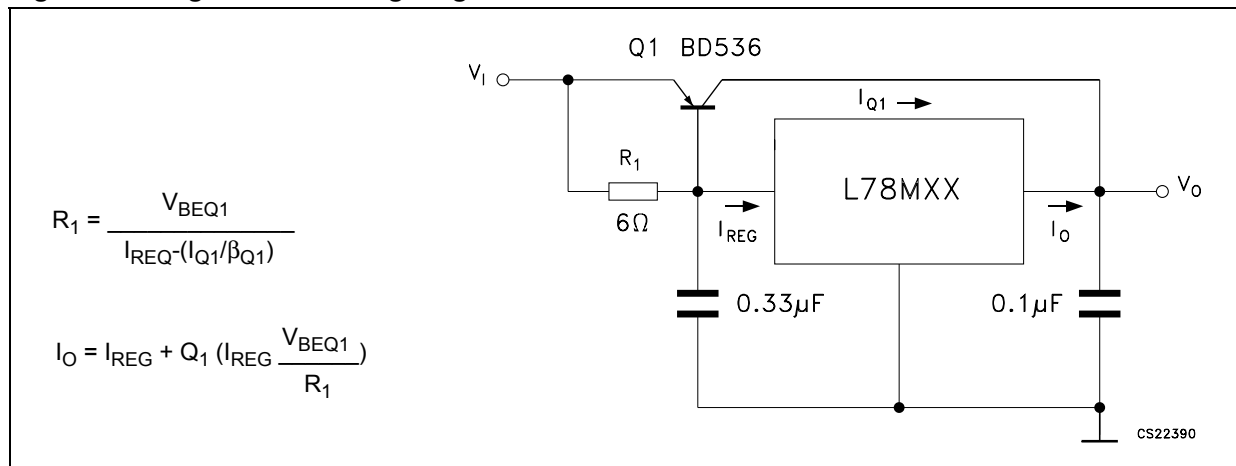 Q1 BD536
VI
IQ1
R1
6Ω
IREG
L78MXX
IO
VO
0.33µF
0.1µF
R1 = VBEQ1
IREQ-(IQ1/βQ1)
IO = IREG + Q1 (IREG VBEQ1)
R1
CS22390